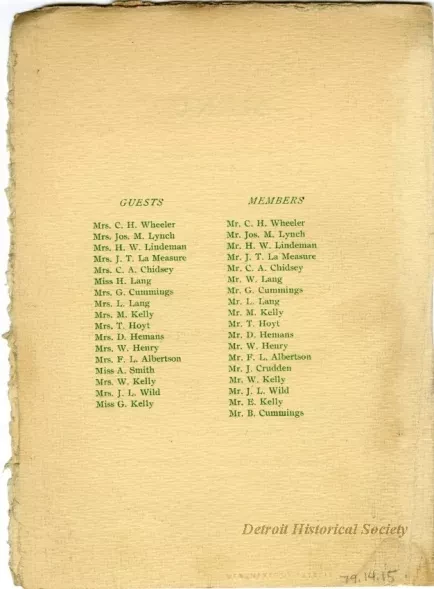 GUESTS
Mrs. C. H. Wheeler
Mrs. Jos. M. Lynch
Mrs. H. W. Lindeman
Mrs. J. T. La Measure
Mrs. C. A. Chidsey
Miss H. Lang
Mrs. G. Cummings
Mrs. L. Lang
Mrs. M. Kelly
Mrs. T. Hoyt
Mrs. D. Hemans
Mrs. W. Henry
Mrs. F. L. Albertson
Miss A. Smith
Mrs. W. Kelly
Mrs. J. L. Wild
Miss G. Kelly
MEMBERS
Mr. C. H. Wheeler
Mr. Jos. M. Lynch
Mr. H. W. Lindeman
Mr. J. T. La Measure
Mr. C. A. Chidsey
Mr. W. Lang
Mr. G. Cummings
Mr. L. Lang
Mr. M. Kelly
Mr. T. Hoyt
Mr. D. Hemans
Mr. W. Henry
Mr. F. L. Albertson
Mr. J. Crudden
Mr. W. Kelly
Mr. J. L. Wild
Mr. E. Kelly
Mr. B. Cummings
Detroit Historical Society
79.14.15